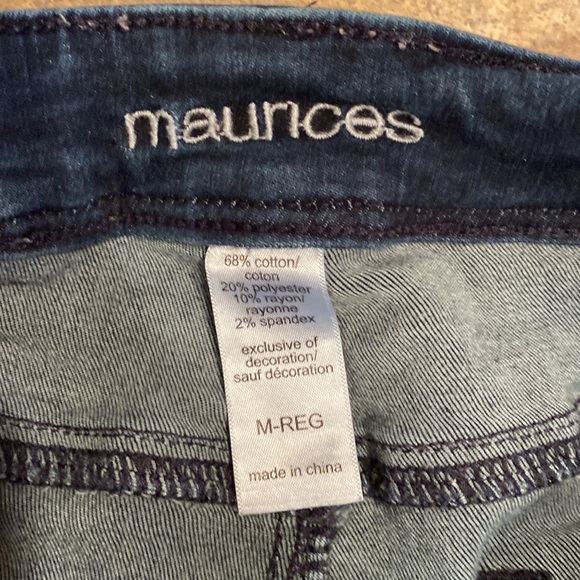 maurices
68% cotton/
coton
20% polyester
10% rayon/
rayonne
2% spandex
exclusive of
decoration/
sauf décoration
M-REG
made in china